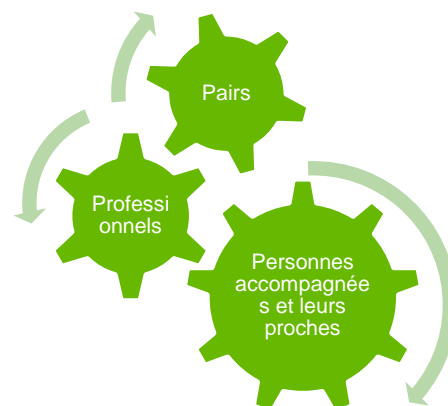 Pairs
Professi
onnels
Personnes
accompagnée
s et leurs
proches